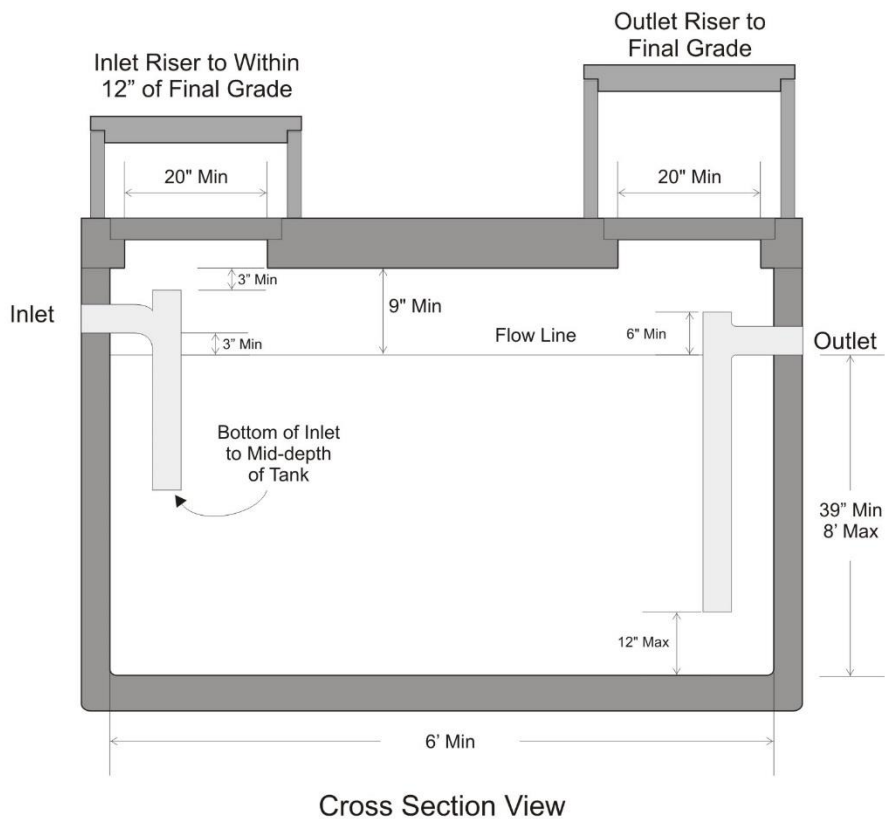 Outlet Riser to
Final Grade
Inlet Riser to Within
12” of Final Grade
20" Min
20" Min
3” Min
9" Min
Inlet
3” Min
Flow Line
6" Min
Outlet
Bottom of Inlet
to Mid-depth
of Tank
39” Min
8’ Max
12" Max
6’ Min
Cross Section View